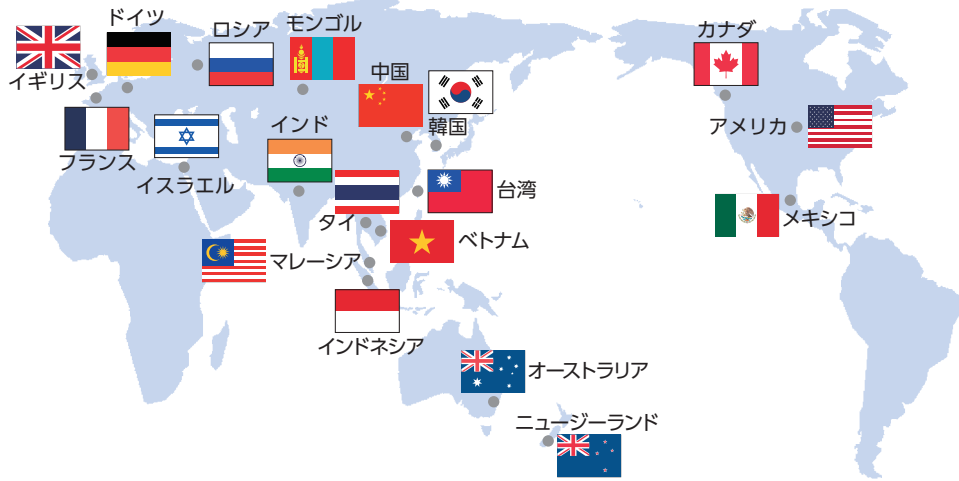 ドイツ
ロシア
モンゴル
カナダ
イギリス
中国
韓国
アメリカ
フランス
イスラエル
インド
台湾
メキシコ
タイ
ベトナム
マレーシア
インドネシア
オーストラリア
ニュージーランド